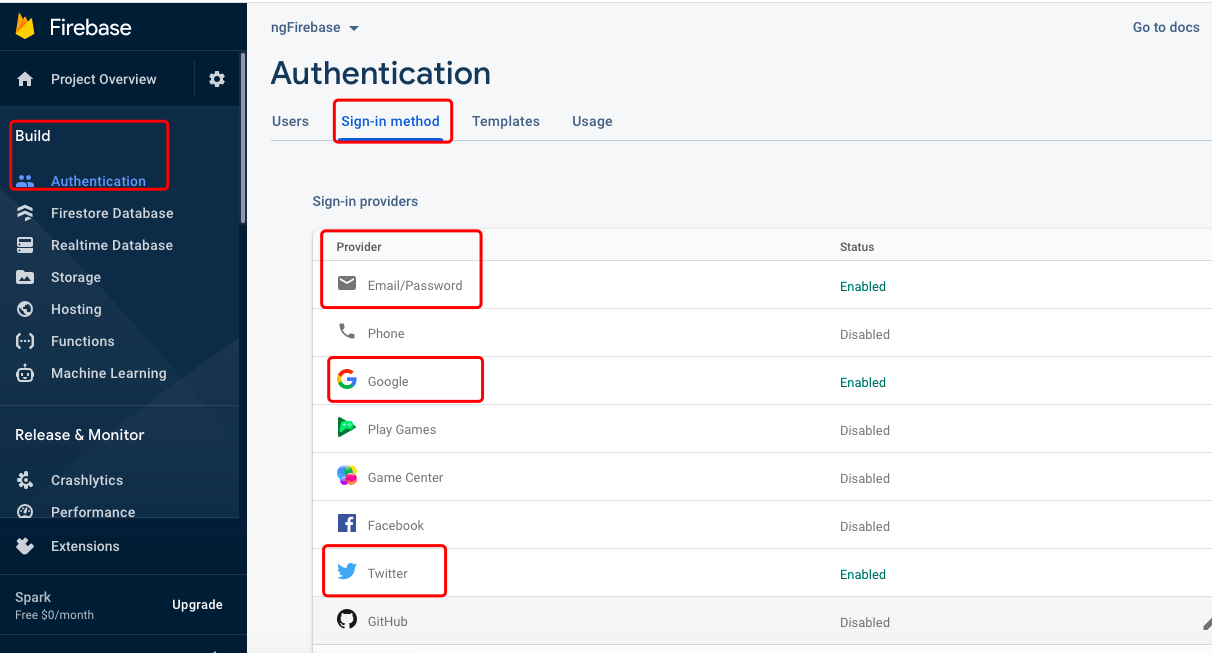 Firebase
Project Overview
Build
Authentication
Firestore Database
Realtime Database
Storage
Hosting
Functions
Machine Learning
Release & Monitor
Crashlytics
Performance
Extensions
Spark
Free $0/month
Upgrade
ngFirebase
Go to docs
Authentication
Users Sign-in method Templates Usage
Sign-in providers
Provider Status
Email/Password Enabled
Phone Disabled
Google Enabled
Play Games Disabled
Game Center Disabled
Facebook Disabled
Twitter Enabled
GitHub Disabled